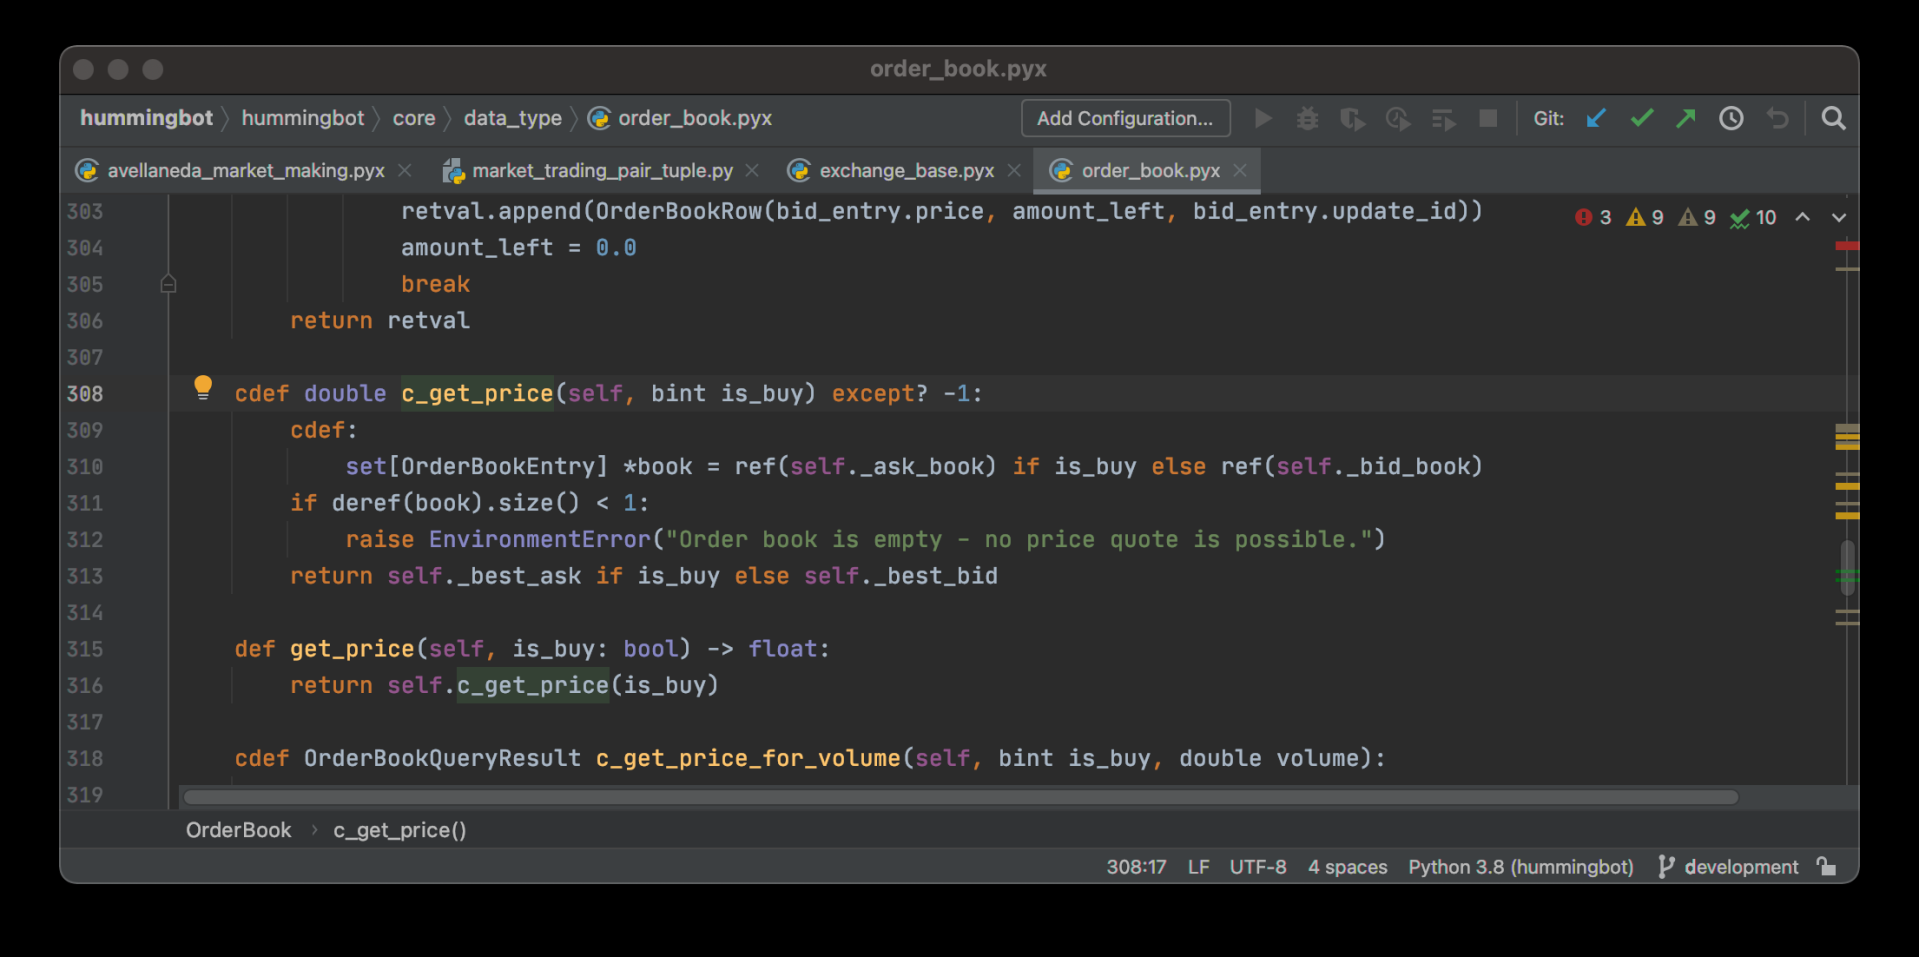 order_book.pyx
hummingbot hummingbot core data_type order_book.pyx Add Configuration... Git:
avellaneda_market_making.pyx market_trading_pair_tuple.py exchange_base.pyx order_book.pyx
303 retval.append(OrderBookRow(bid_entry.price, amount_left, bid_entry.update_id)) 3 9 9 10
304 amount_left = 0.0
305 break
306 return retval
307
308 cdef double c_get_price(self, bint is_buy) except? -1:
309 cdef:
310 set[OrderBookEntry] *book = ref(self._ask_book) if is_buy else ref(self._bid_book)
311 if deref(book).size() < 1:
312 raise EnvironmentError("Order book is empty - no price quote is possible.")
313 return self._best_ask if is_buy else self._best_bid
314
315 def get_price(self, is_buy: bool) -> float:
316 return self.c_get_price(is_buy)
317
318 cdef OrderBookQueryResult c_get_price_for_volume(self, bint is_buy, double volume):
319
OrderBook › c_get_price()
308:17 LF UTF-8 4 spaces Python 3.8 (hummingbot) development